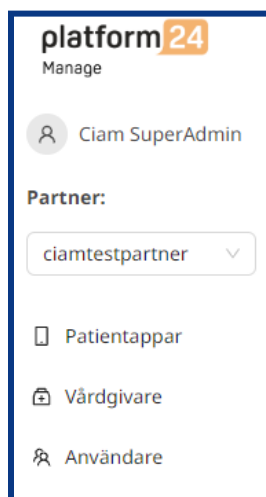 platform24
Manage
Ciam SuperAdmin
Partner:
ciamtestpartner
Patientappar
Vårdgivare
Användare